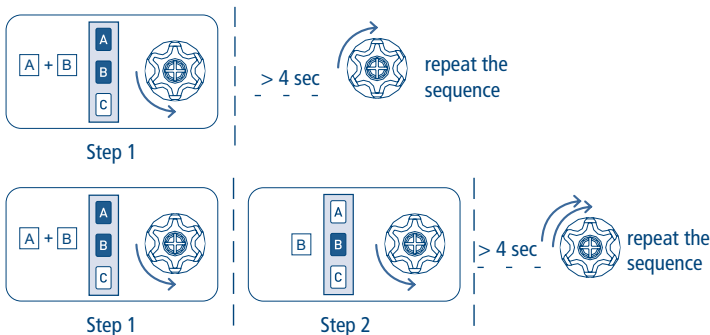 A
A + B
B
C
> 4 sec
repeat the
sequence
Step 1
A
A + B
B
C
Step 1
A
B
B
C
Step 2
> 4 sec
repeat the
sequence